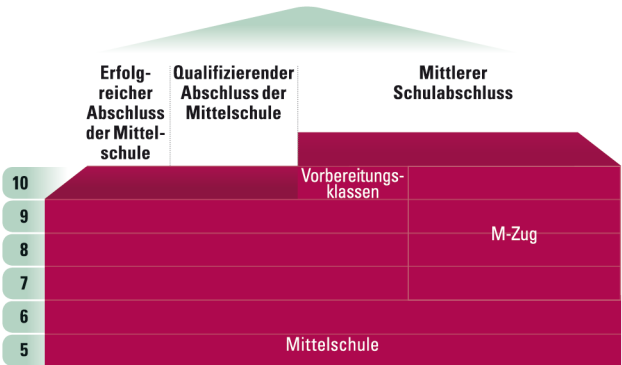 Erfolg-
reicher
Abschluss
der Mittel-
schule
Qualifizierender
Abschluss der
Mittelschule
Mittlerer
Schulabschluss
10
Vorbereitungs-
klassen
9
8
M-Zug
7
6
5
Mittelschule